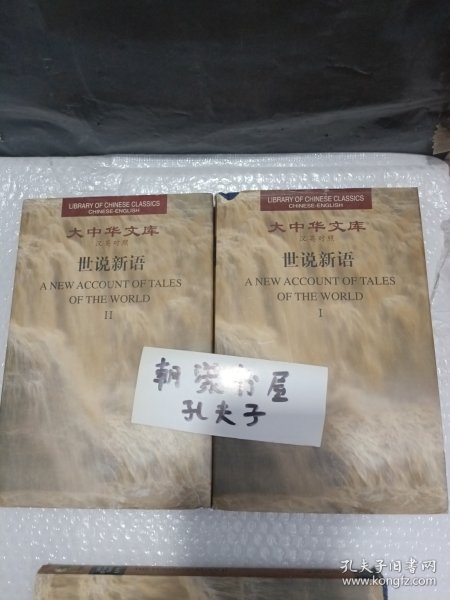 LIBRARY OF CHINESE CLASSICS
CHINESE-ENGLISH
大中华文库
汉英对照
世说新语
A NEW ACCOUNT OF TALES
OF THE WORLD
II
LIBRARY OF CHINESE CLASSICS
CHINESE-ENGLISH
大中华文库
汉英对照
世说新语
A NEW ACCOUNT OF TALES
OF THE WORLD
I
朝棠书屋
孔夫子
孔夫子旧书网
www.kongfz.com